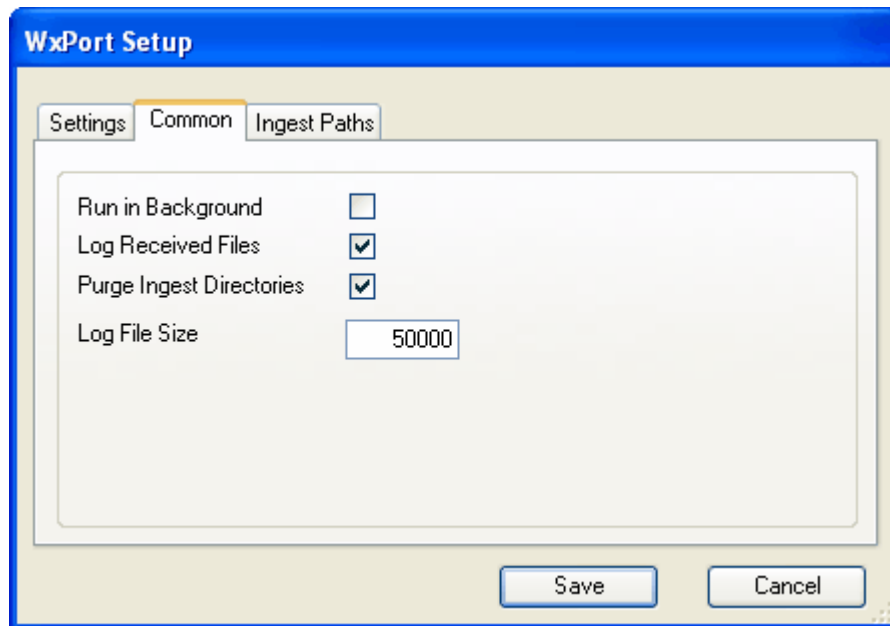 WxPort Setup
Settings Common Ingest Paths
Run in Background
Log Received Files
Purge Ingest Directories
Log File Size 50000
Save Cancel